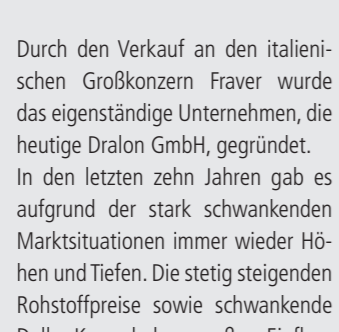 Durch den Verkauf an den italieni-
schen Großkonzern Fraver wurde
das eigenständige Unternehmen, die
heutige Dralon GmbH, gegründet.
In den letzten zehn Jahren gab es
aufgrund der stark schwankenden
Marktsituationen immer wieder Hö-
hen und Tiefen. Die stetig steigenden
Rohstoffpreise sowie schwankende